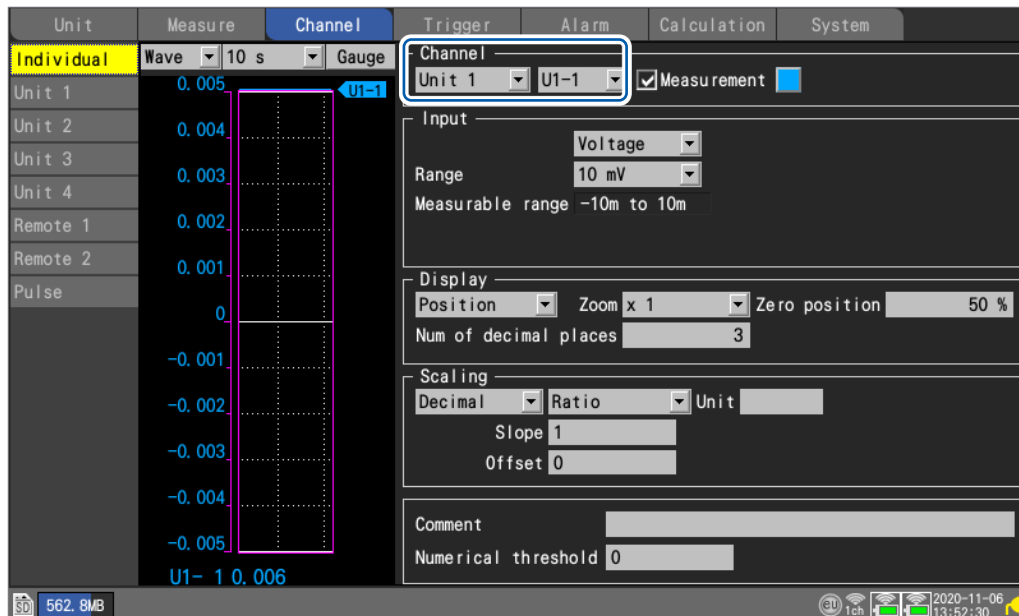 Unit Measure Channel Trigger Alarm Calculation System
Individual
Unit 1
Unit 2
Unit 3
Unit 4
Remote 1
Remote 2
Pulse
Wave 10 s Gauge
U1-1
0.005
0.004
0.003
0.002
0.001
0
-0.001
-0.002
-0.003
-0.004
-0.005
U1- 1 0.006
Channel
Unit 1 U1-1 Measurement
Input
Voltage
Range 10 mV
Measurable range -10m to 10m
Display
Position Zoom x 1 Zero position 50 %
Num of decimal places 3
Scaling
Decimal Ratio Unit
Slope 1
Offset 0
Comment
Numerical threshold 0
SD 562.8MB
eu 1ch 2020-11-06
13:52:30